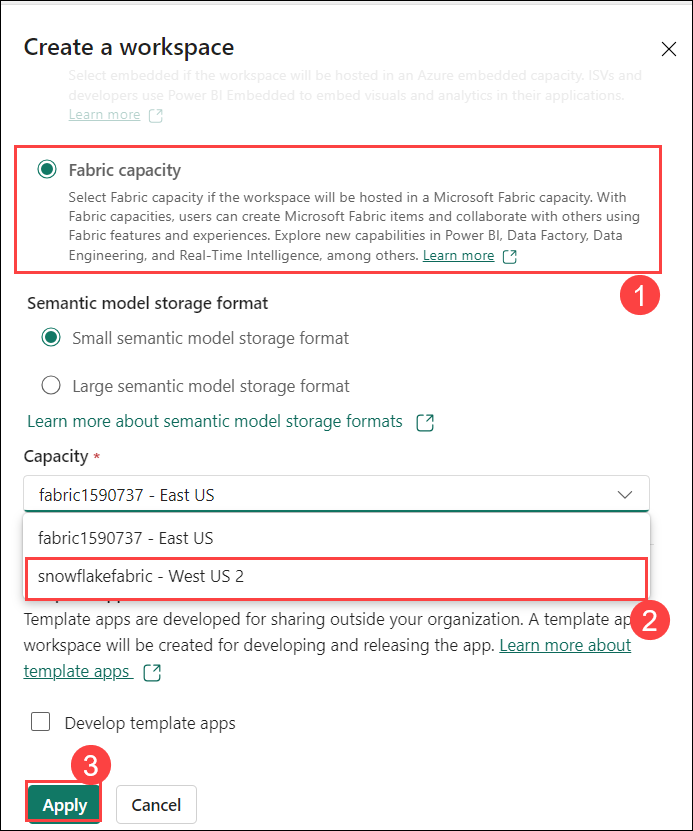 Create a workspace
Select embedded if the workspace will be hosted in an Azure embedded capacity. ISVs and
developers use Power BI Embedded to embed visuals and analytics in their applications.
Learn more
Fabric capacity
Select Fabric capacity if the workspace will be hosted in a Microsoft Fabric capacity. With
Fabric capacities, users can create Microsoft Fabric items and collaborate with others using
Fabric features and experiences. Explore new capabilities in Power BI, Data Factory, Data
Engineering, and Real-Time Intelligence, among others. Learn more
1
Semantic model storage format
Small semantic model storage format
Large semantic model storage format
Learn more about semantic model storage formats
Capacity *
fabric1590737 - East US
fabric1590737 - East US
snowflakefabric - West US 2
2
Template apps are developed for sharing outside your organization. A template ap
workspace will be created for developing and releasing the app. Learn more about
template apps
Develop template apps
3
Apply
Cancel